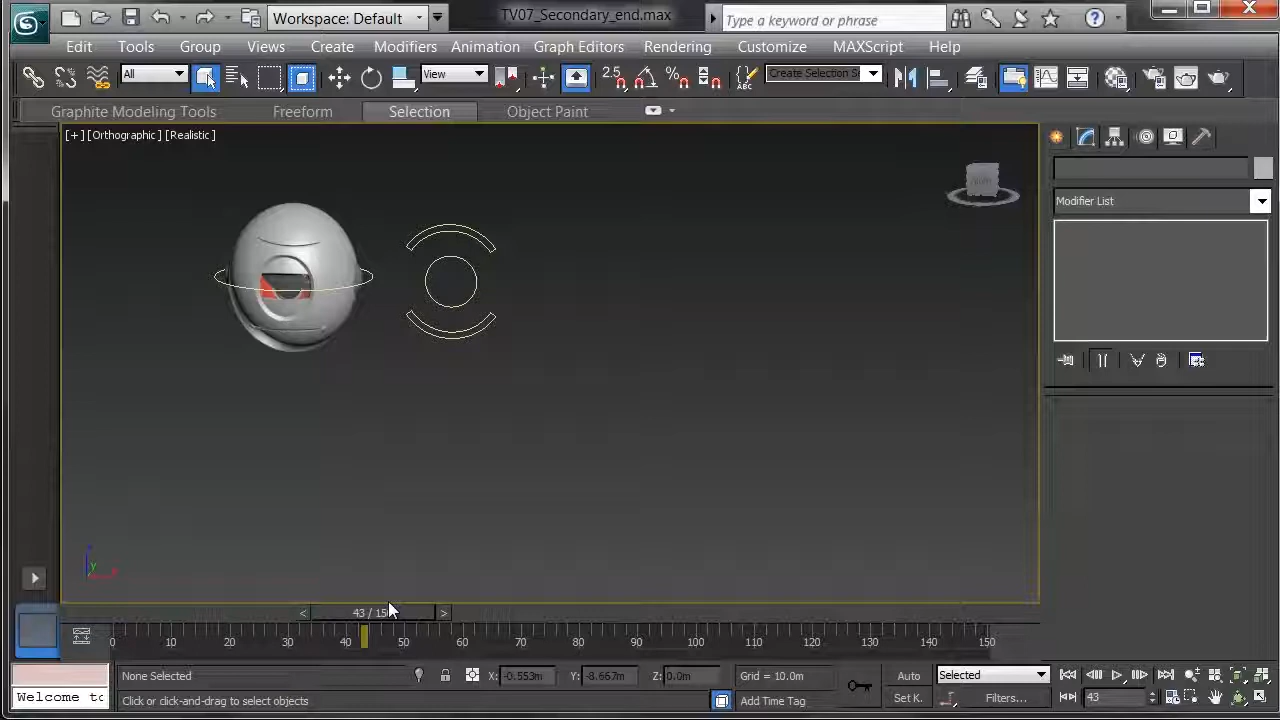 Workspace: Default
TV07_Secondary_end.max
Type a keyword or phrase
Edit Tools Group Views Create Modifiers Animation Graph Editors Rendering Customize MAXScript Help
All
View
2.5
ABC
Create Selection Se
Graphite Modeling Tools Freeform Selection Object Paint
[+] [Orthographic] [Realistic]
Modifier List
z
y
x
< 43 / 15 >
0 10 20 30 40 50 60 70 80 90 100 110 120 130 140 150
None Selected X: -0.553m Y: -8.667m Z: 0.0m Grid = 10.0m Auto Selected
Welcome to Click or click-and-drag to select objects Add Time Tag Set K. Filters... 43